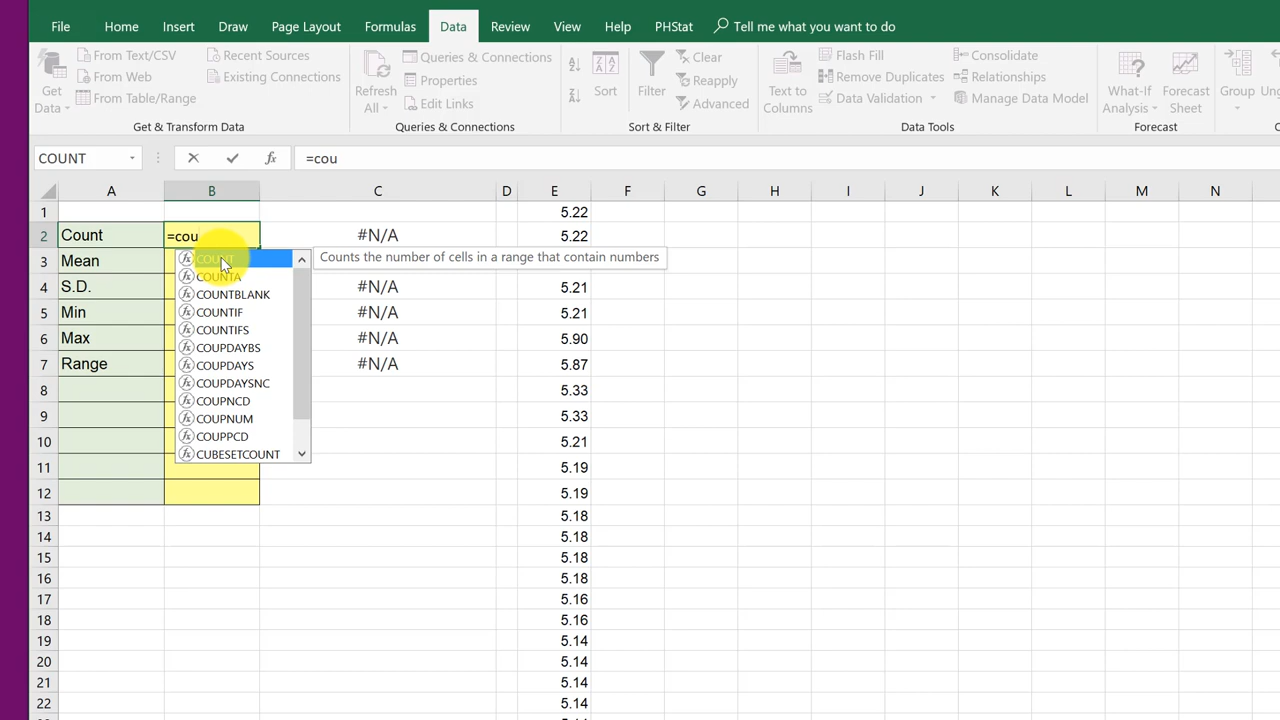 File Home Insert Draw Page Layout Formulas Data Review View Help PHStat Tell me what you want to do
Get Data
From Text/CSV
From Web
From Table/Range
Recent Sources
Existing Connections
Get & Transform Data
Refresh All
Queries & Connections
Properties
Edit Links
Queries & Connections
Sort
Filter
Clear
Reapply
Advanced
Sort & Filter
Text to Columns
Flash Fill
Remove Duplicates
Data Validation
Consolidate
Relationships
Manage Data Model
Data Tools
What-If Analysis
Forecast Sheet
Forecast
Group
COUNT fx =cou
A B C D E F G H I J K L M N
1 5.22
2 Count =cou #N/A 5.22
3 Mean
4 S.D. #N/A 5.21
5 Min #N/A 5.21
6 Max #N/A 5.90
7 Range #N/A 5.87
8 5.33
9 5.33
10 5.21
11 5.19
12 5.19
13 5.18
14 5.18
15 5.18
16 5.18
17 5.16
18 5.16
19 5.14
20 5.14
21 5.14
22 5.14
COUNT
COUNTA
COUNTBLANK
COUNTIF
COUNTIFS
COUPDAYBS
COUPDAYS
COUPDAYSNC
COUPNCD
COUPNUM
COUPPCD
CUBESETCOUNT
Counts the number of cells in a range that contain numbers